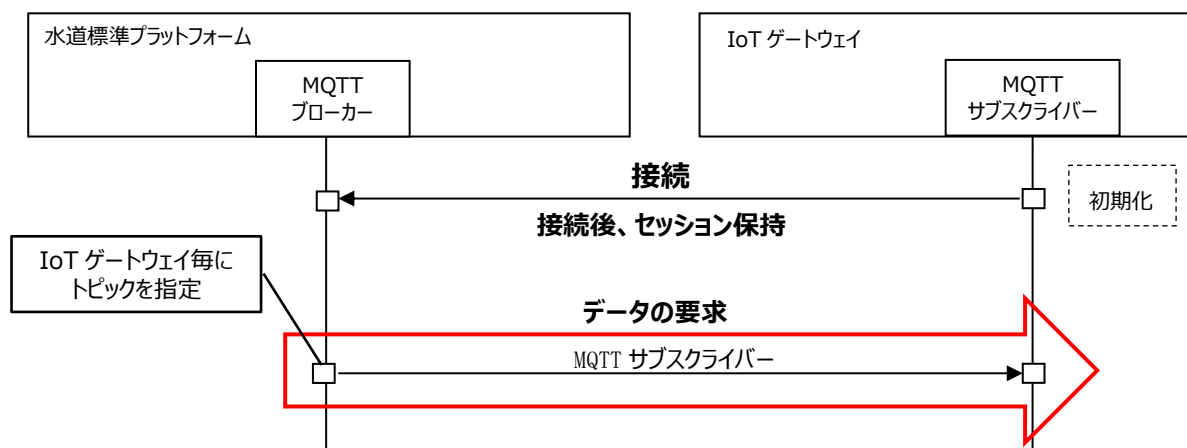 水道標準プラットフォーム
IoT ゲートウェイ
MQTT
ブローカー
MQTT
サブスクライバー
接続
初期化
接続後、セッション保持
IoT ゲートウェイ毎に
トピックを指定
データの要求
MQTT サブスクライバー